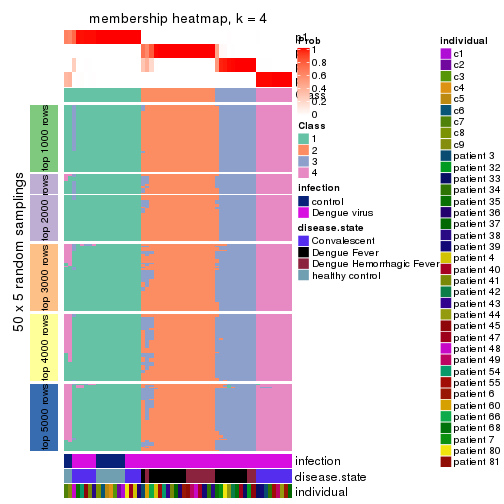 membership heatmap, k = 4
p1
Prob
1
0.8
0.6
0.4
0.2
0
Class
1
2
3
4
infection
control
Dengue virus
disease.state
Convalescent
Dengue Fever
Dengue Hemorrhagic Fever
healthy control
individual
c1
c2
c3
c4
c5
c6
c7
c8
c9
patient 3
patient 32
patient 33
patient 34
patient 35
patient 36
patient 37
patient 38
patient 39
patient 4
patient 40
patient 41
patient 42
patient 43
patient 44
patient 45
patient 47
patient 48
patient 49
patient 54
patient 55
patient 6
patient 60
patient 66
patient 68
patient 7
patient 80
patient 81
50 x 5 random samplings
top 1000 rows
top 2000 rows
top 3000 rows
top 4000 rows
top 5000 rows
infection
disease.state
individual